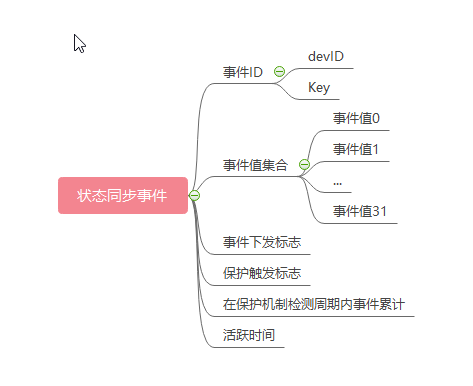 状态同步事件
事件ID
devID
Key
事件值集合
事件值0
事件值1
...
事件值31
事件下发标志
保护触发标志
在保护机制检测周期内事件累计
活跃时间